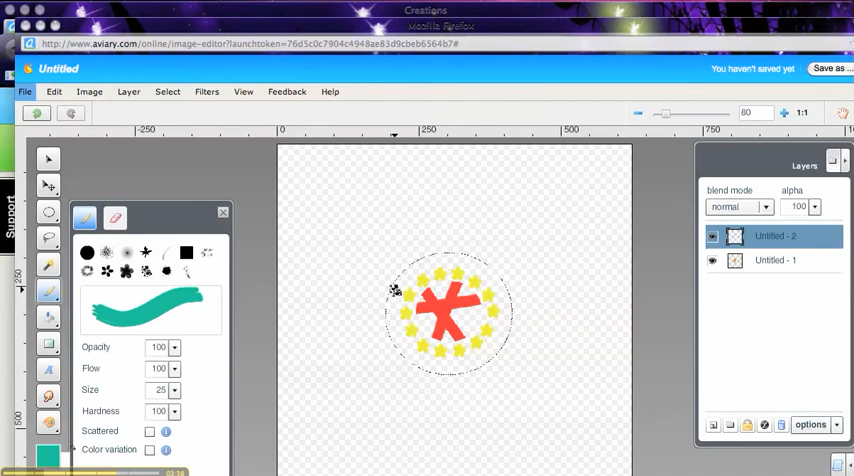 Creations
Mozilla Firefox
http://www.aviary.com/online/image-editor?launchtoken=76d5c0c7904c4948ae83d9cbeb6564b7#
Untitled
You haven't saved yet
Save as ...
File Edit Image Layer Select Filters View Feedback Help
80
1:1
-250 0 250 500 750
Layers
blend mode alpha
normal 100
Untitled - 2
Untitled - 1
Support
250
Opacity 100
Flow 100
Size 25
Hardness 100
500
Scattered
Color variation
options
03:38